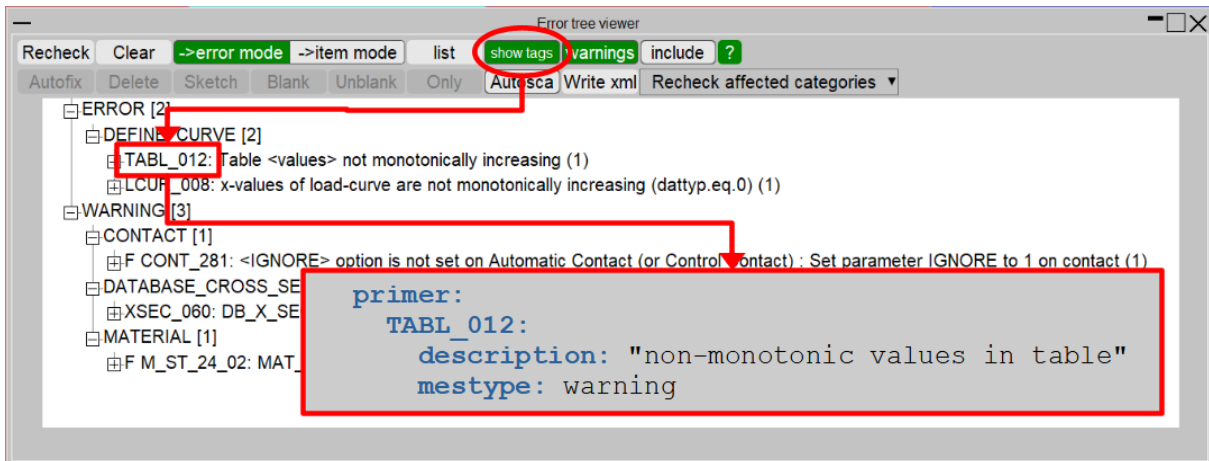 Error tree viewer
Recheck Clear ->error mode ->item mode list show tags warnings include ?
Autofix Delete Sketch Blank Unblank Only Autosca Write xml Recheck affected categories
ERROR [2]
DEFINE_CURVE [2]
TABL_012: Table <values> not monotonically increasing (1)
LCUR_008: x-values of load-curve are not monotonically increasing (dattyp.eq.0) (1)
WARNING [3]
CONTACT [1]
F CONT_281: <IGNORE> option is not set on Automatic Contact (or Control Contact) : Set parameter IGNORE to 1 on contact (1)
DATABASE_CROSS_SE
XSEC_060: DB_X_SE
MATERIAL [1]
F M_ST_24_02: MAT_
primer:
TABL_012:
description: "non-monotonic values in table"
mestype: warning